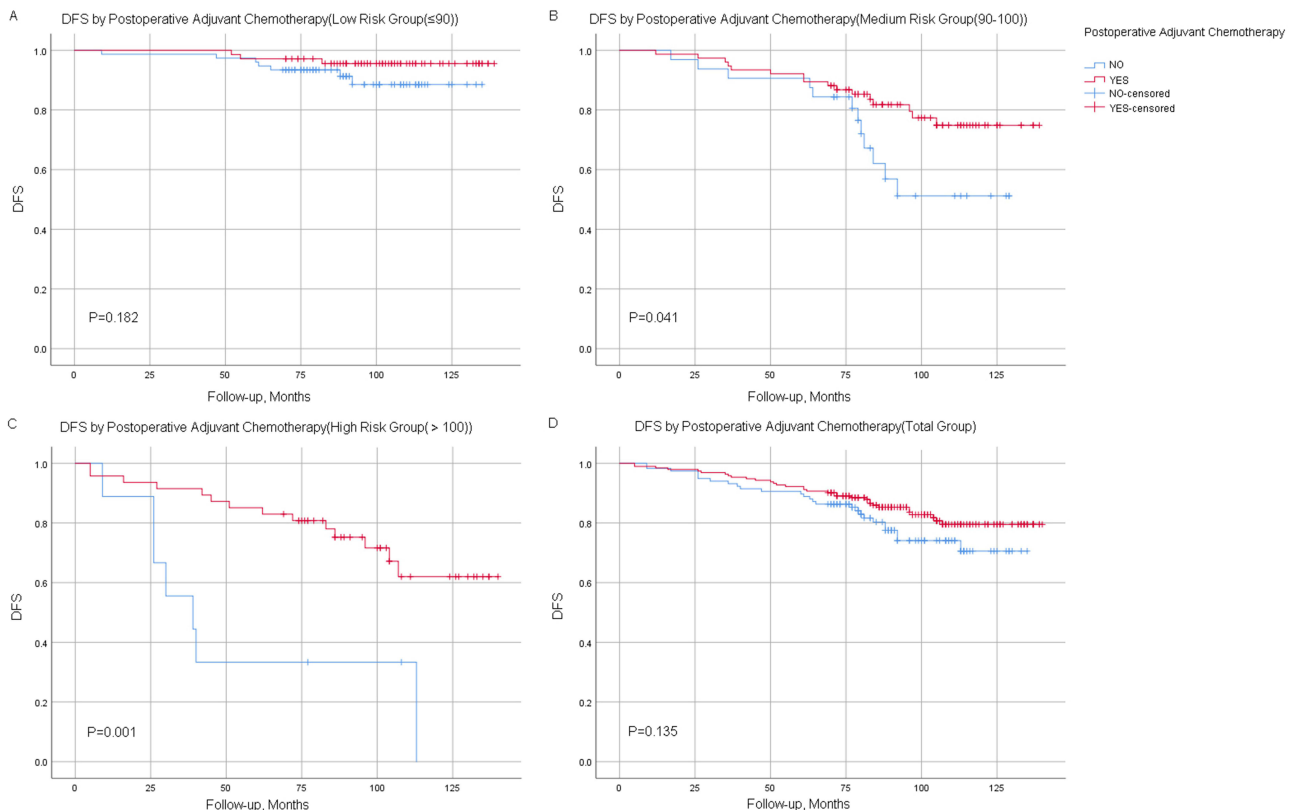 A
DFS by Postoperative Adjuvant Chemotherapy(Low Risk Group(≤90))
1.0
0.8
0.6
0.4
0.2
0.0
DFS
P=0.182
0 25 50 75 100 125
Follow-up, Months
B
DFS by Postoperative Adjuvant Chemotherapy(Medium Risk Group(90-100))
1.0
0.8
0.6
0.4
0.2
0.0
DFS
P=0.041
0 25 50 75 100 125
Follow-up, Months
Postoperative Adjuvant Chemotherapy
NO
YES
NO-censored
YES-censored
C
DFS by Postoperative Adjuvant Chemotherapy(High Risk Group( > 100))
1.0
0.8
0.6
0.4
0.2
0.0
DFS
P=0.001
0 25 50 75 100 125
Follow-up, Months
D
DFS by Postoperative Adjuvant Chemotherapy(Total Group)
1.0
0.8
0.6
0.4
0.2
0.0
DFS
P=0.135
0 25 50 75 100 125
Follow-up, Months